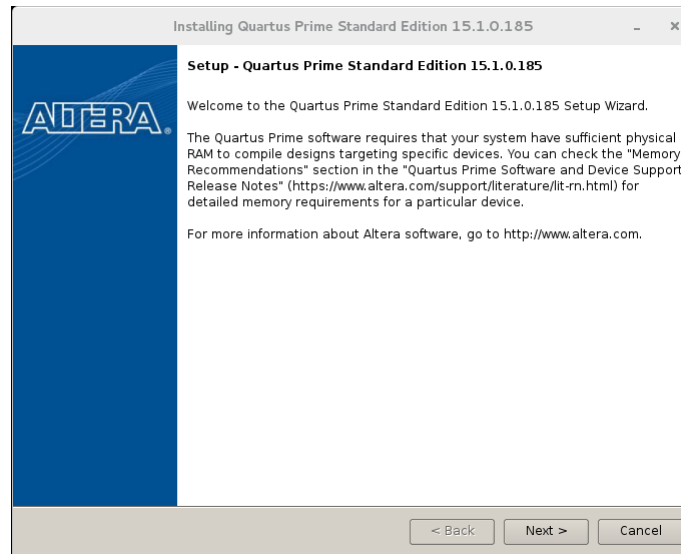 Installing Quartus Prime Standard Edition 15.1.0.185
Setup - Quartus Prime Standard Edition 15.1.0.185
ALTERA®
Welcome to the Quartus Prime Standard Edition 15.1.0.185 Setup Wizard.
The Quartus Prime software requires that your system have sufficient physical
RAM to compile designs targeting specific devices. You can check the "Memory
Recommendations" section in the "Quartus Prime Software and Device Support
Release Notes" (https://www.altera.com/support/literature/lit-rn.html) for
detailed memory requirements for a particular device.
For more information about Altera software, go to http://www.altera.com.
< Back Next > Cancel